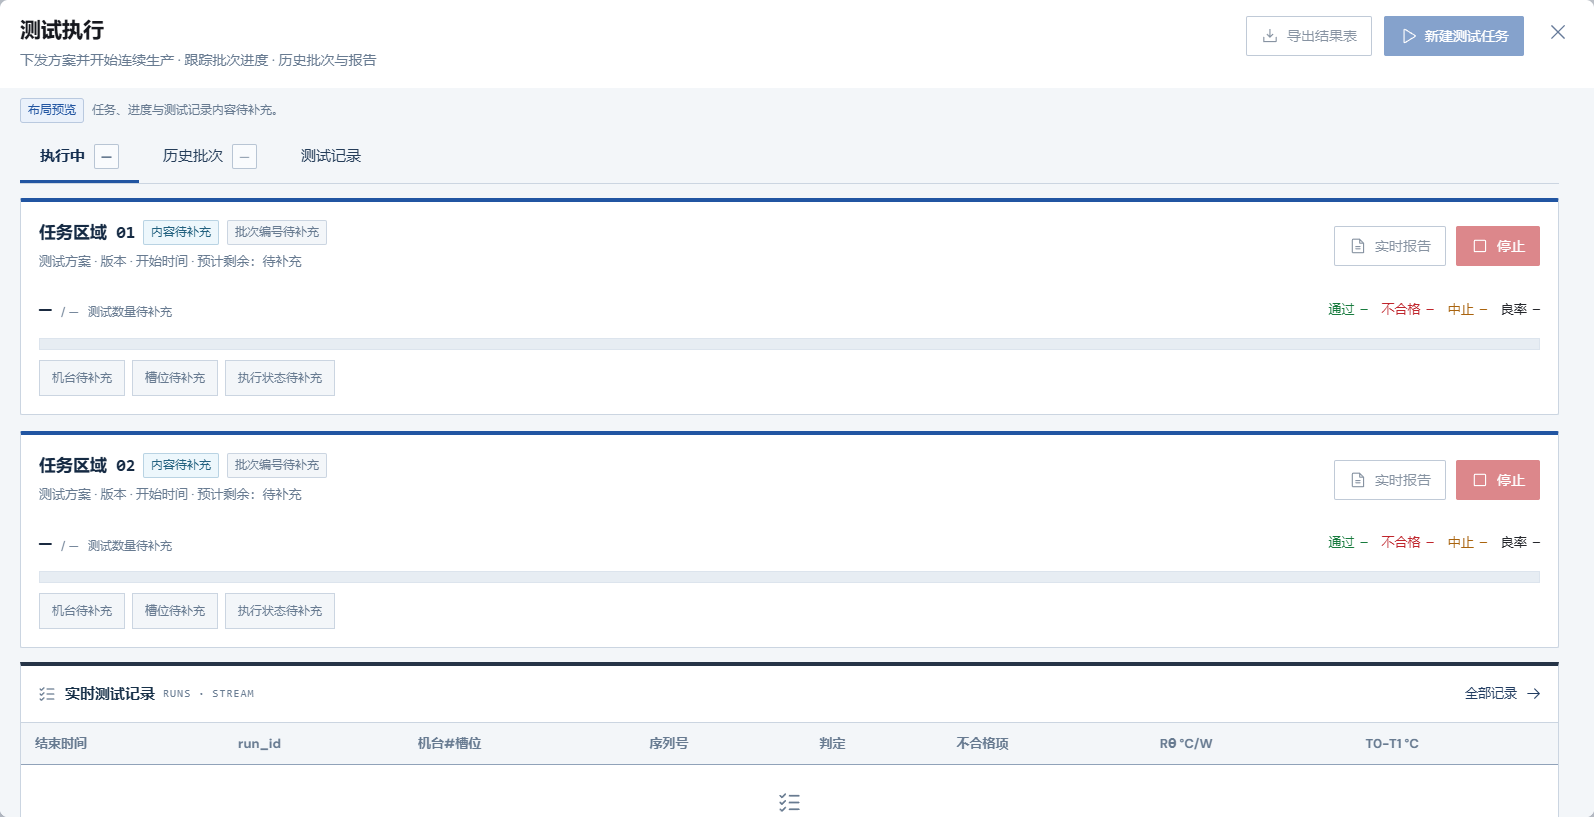 测试执行
下发方案并开始连续生产 · 跟踪批次进度 · 历史批次与报告
导出结果表
新建测试任务
布局预览 任务、进度与测试记录内容待补充。
执行中 — 历史批次 — 测试记录
任务区域 01 内容待补充 批次编号待补充
测试方案 · 版本 · 开始时间 · 预计剩余：待补充
实时报告 停止
— / — 测试数量待补充
通过 – 不合格 – 中止 – 良率 –
机台待补充 槽位待补充 执行状态待补充
任务区域 02 内容待补充 批次编号待补充
测试方案 · 版本 · 开始时间 · 预计剩余：待补充
实时报告 停止
— / — 测试数量待补充
通过 – 不合格 – 中止 – 良率 –
机台待补充 槽位待补充 执行状态待补充
实时测试记录 RUNS · STREAM
全部记录 →
结束时间 run_id 机台#槽位 序列号 判定 不合格项 Rθ °C/W T0–T1 °C